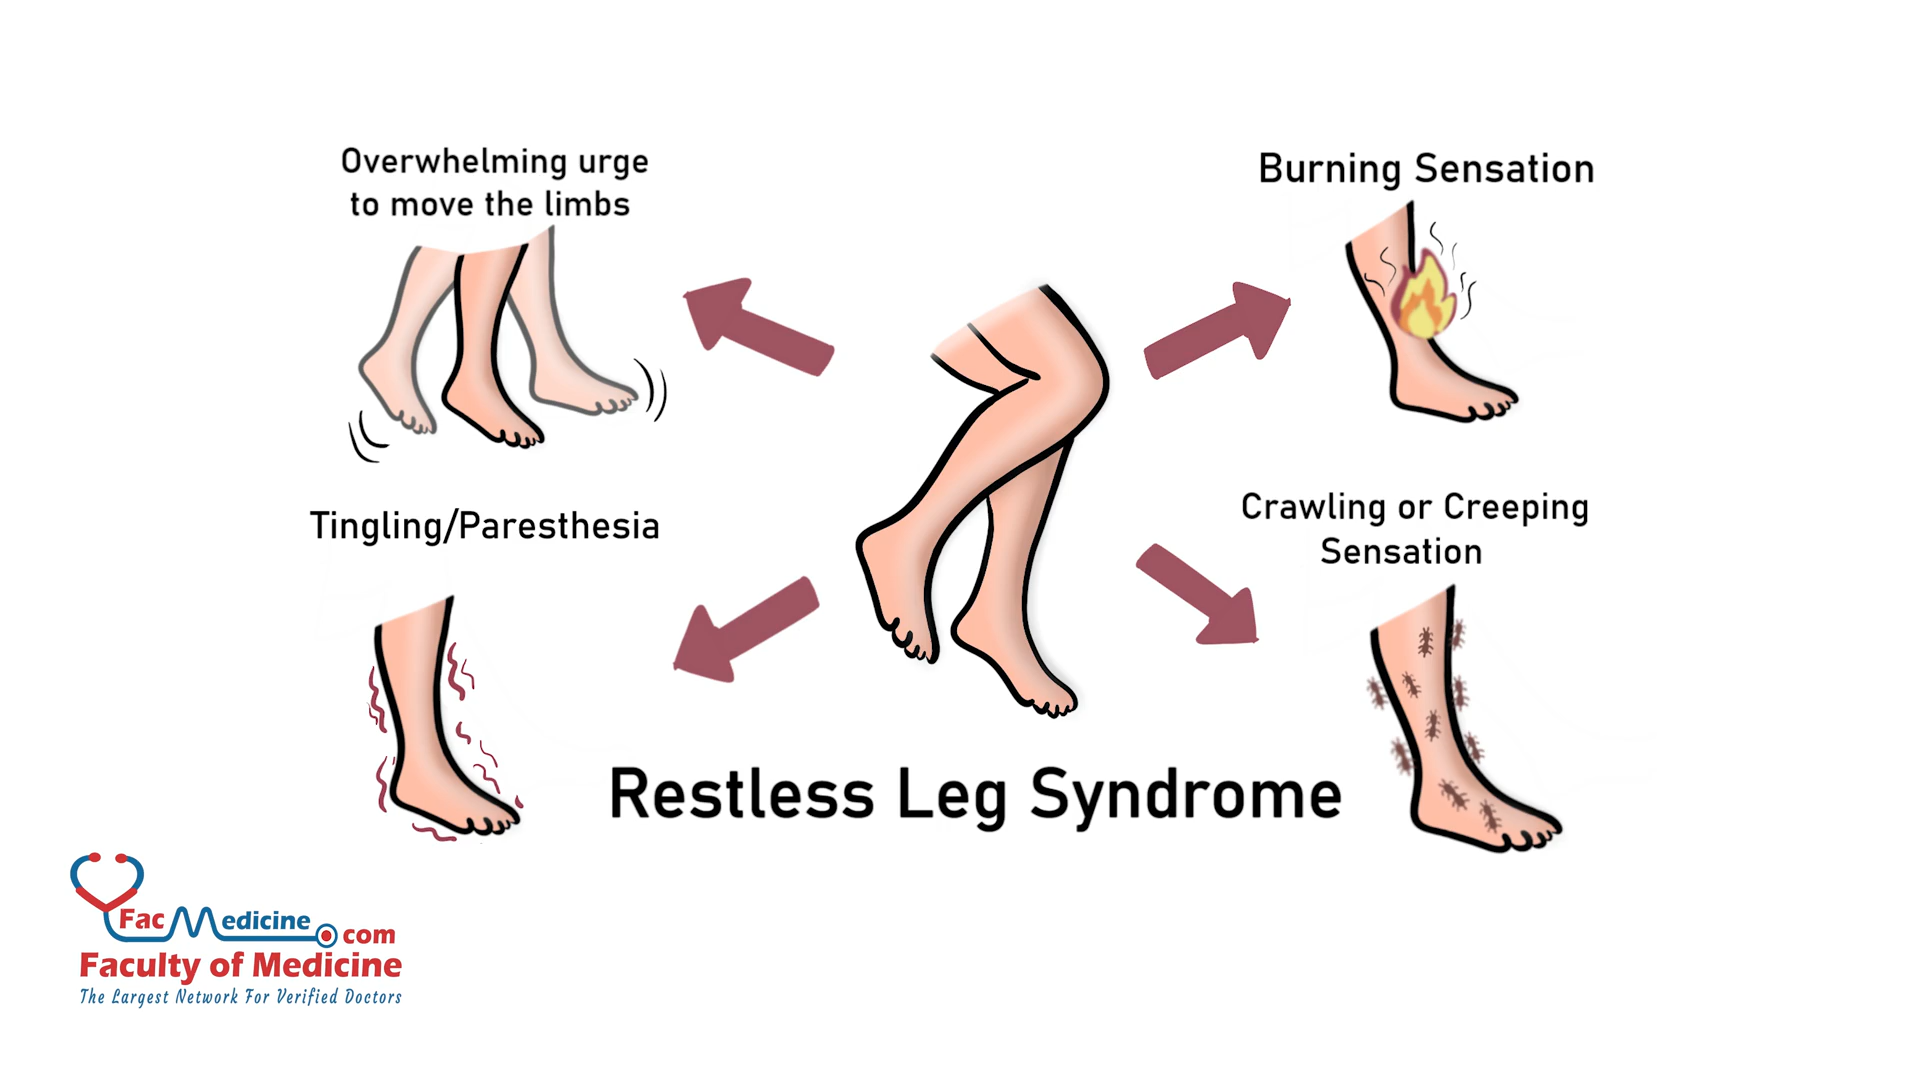 Overwhelming urge
to move the limbs
Burning Sensation
Tingling/Paresthesia
Crawling or Creeping
Sensation
Restless Leg Syndrome
FacMedicine.com
Faculty of Medicine
The Largest Network For Verified Doctors